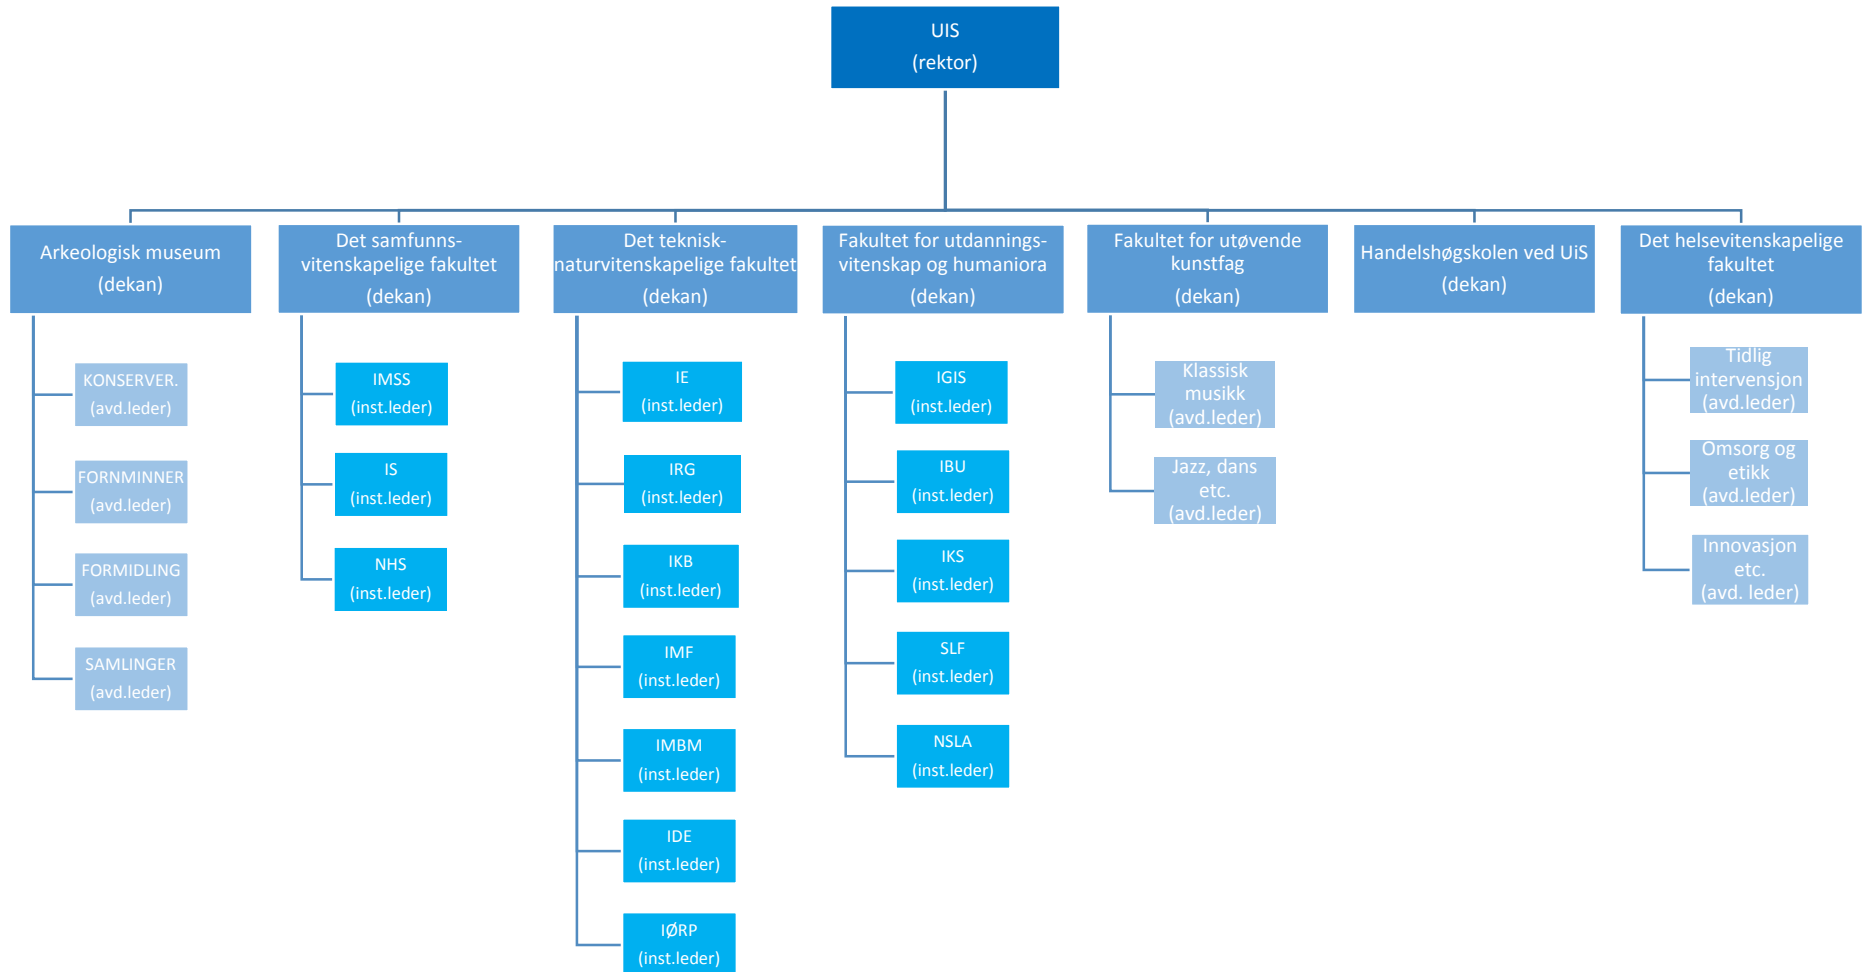 UIS
(rektor)
Arkeologisk museum
(dekan)
Det samfunns-
vitenskapelige fakultet
(dekan)
Det teknisk-
naturvitenskapelige fakultet
(dekan)
Fakultet for utdannings-
vitenskap og humaniora
(dekan)
Fakultet for utøvende
kunstfag
(dekan)
Handelshøgskolen ved UiS
(dekan)
Det helsevitenskapelige
fakultet
(dekan)
KONSERVER.
(avd.leder)
FORNMINNER
(avd.leder)
FORMIDLING
(avd.leder)
SAMLINGER
(avd.leder)
IMSS
(inst.leder)
IS
(inst.leder)
NHS
(inst.leder)
IE
(inst.leder)
IRG
(inst.leder)
IKB
(inst.leder)
IMF
(inst.leder)
IMBM
(inst.leder)
IDE
(inst.leder)
IØRP
(inst.leder)
IGIS
(inst.leder)
IBU
(inst.leder)
IKS
(inst.leder)
SLF
(inst.leder)
NSLA
(inst.leder)
Klassisk
musikk
(avd.leder)
Jazz, dans
etc.
(avd.leder)
Tidlig
intervensjon
(avd.leder)
Omsorg og
etikk
(avd.leder)
Innovasjon
etc.
(avd. leder)